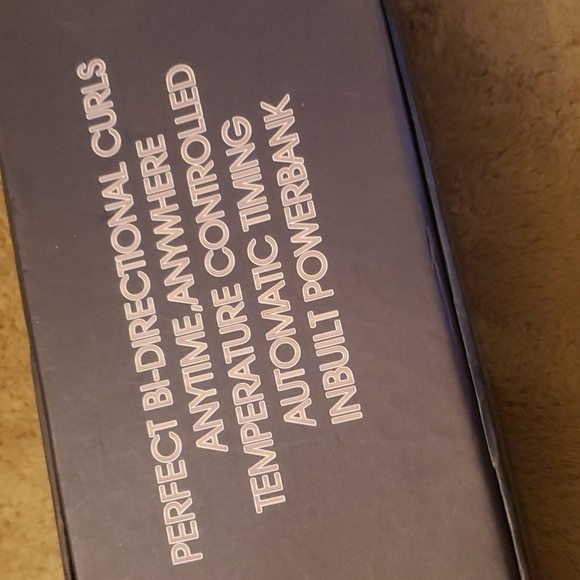 PERFECT BI-DIRECTIONAL CURLS
ANYTIME,ANYWHERE
TEMPERATURE CONTROLLED
AUTOMATIC TIMING
INBUILT POWERBANK